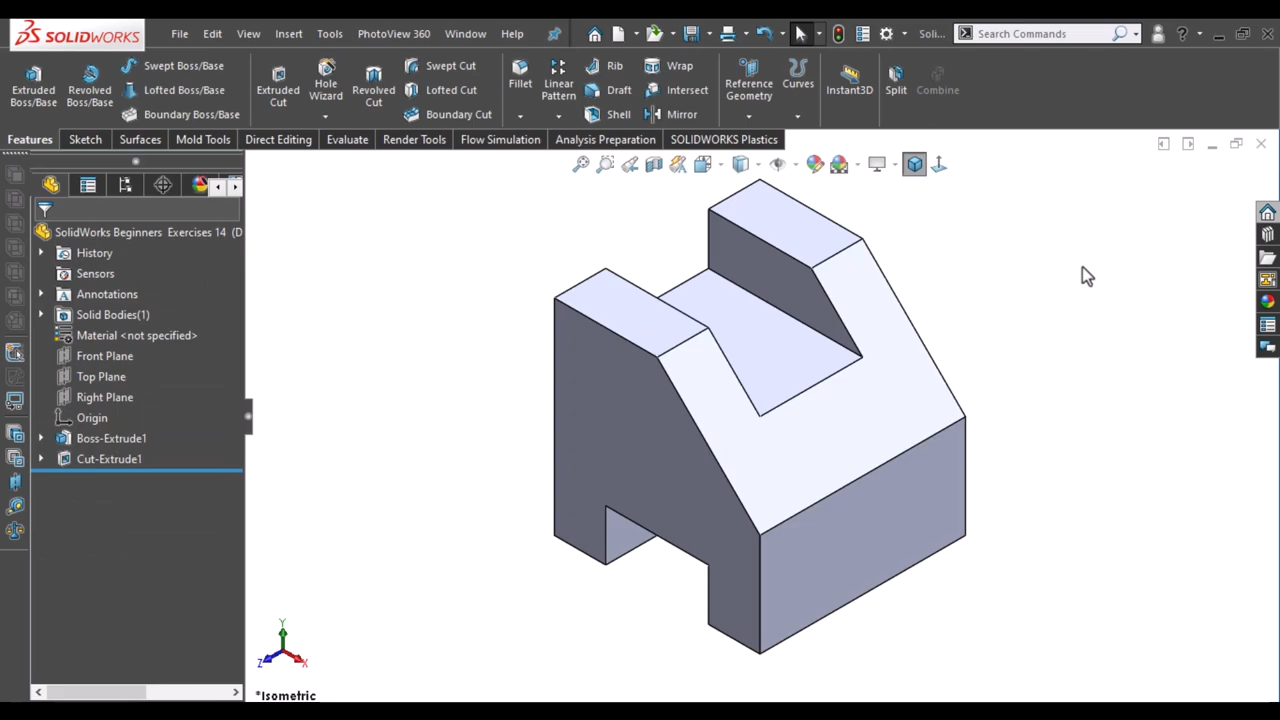 SOLIDWORKS File Edit View Insert Tools PhotoView 360 Window Help Soli... Search Commands ?
Extruded Boss/Base Revolved Boss/Base Swept Boss/Base Lofted Boss/Base Boundary Boss/Base Extruded Cut Hole Wizard Revolved Cut Swept Cut Lofted Cut Boundary Cut Fillet Linear Pattern Rib Draft Shell Wrap Intersect Mirror Reference Geometry Curves Instant3D Split Combine
Features Sketch Surfaces Mold Tools Direct Editing Evaluate Render Tools Flow Simulation Analysis Preparation SOLIDWORKS Plastics
SolidWorks Beginners Exercises 14 (D
History
Sensors
A Annotations
Solid Bodies(1)
Material <not specified>
Front Plane
Top Plane
Right Plane
Origin
Boss-Extrude1
Cut-Extrude1
Y
Z X
*Isometric